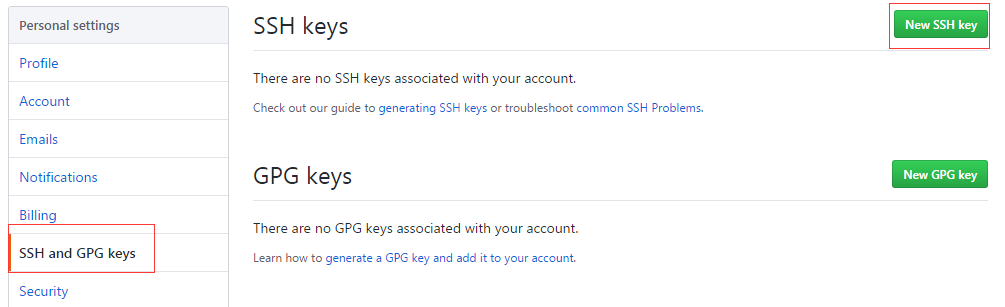 Personal settings
Profile
Account
Emails
Notifications
Billing
SSH and GPG keys
Security
SSH keys
New SSH key
There are no SSH keys associated with your account.
Check out our guide to generating SSH keys or troubleshoot common SSH Problems.
GPG keys
New GPG key
There are no GPG keys associated with your account.
Learn how to generate a GPG key and add it to your account.